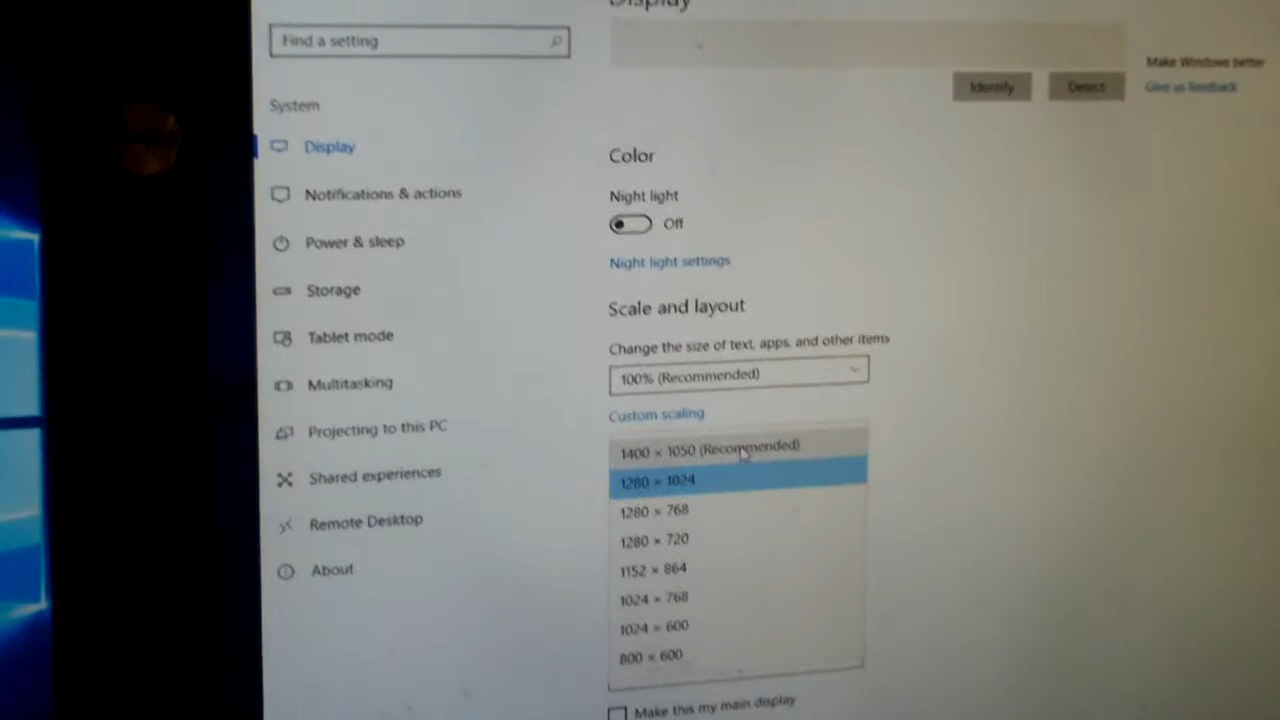 Display
Find a setting
Make Windows better
Identify
Detect
Give us feedback
System
Display
Notifications & actions
Power & sleep
Storage
Tablet mode
Multitasking
Projecting to this PC
Shared experiences
Remote Desktop
About
Color
Night light
Off
Night light settings
Scale and layout
Change the size of text, apps, and other items
100% (Recommended)
Custom scaling
1400 × 1050 (Recommended)
1280 × 1024
1280 × 768
1280 × 720
1152 × 864
1024 × 768
1024 × 600
800 × 600
Make this my main display